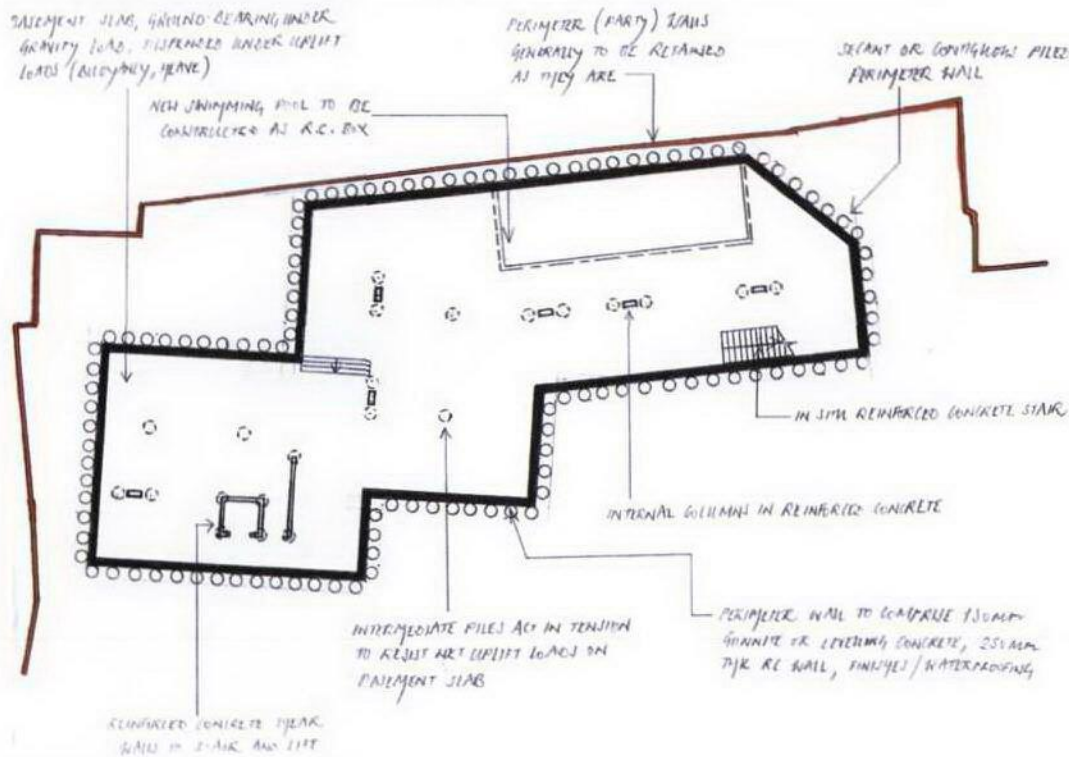 BASEMENT SLAB, GROUND-BEARING UNDER
GRAVITY LOAD, SUSPENDED UNDER UPLIFT
LOADS (BUOYANCY, HEAVE)
NEW SWIMMING POOL TO BE
CONSTRUCTED AS R.C. BOX
PERIMETER (PARTY) WALLS
GENERALLY TO BE RETAINED
AS THEY ARE
SECANT OR CONTIGUOUS PILED
PERIMETER WALL
IN SITU REINFORCED CONCRETE STAIR
INTERNAL COLUMNS IN REINFORCED CONCRETE
INTERMEDIATE PILES ACT IN TENSION
TO RESIST NET UPLIFT LOADS ON
BASEMENT SLAB
PERIMETER WALL TO COMPRISE 150mm
GUNNITE OR LEVELLING CONCRETE, 250mm
THK RC WALL, FINISHES/WATERPROOFING
REINFORCED CONCRETE SHEAR
WALLS TO STAIR AND LIFT